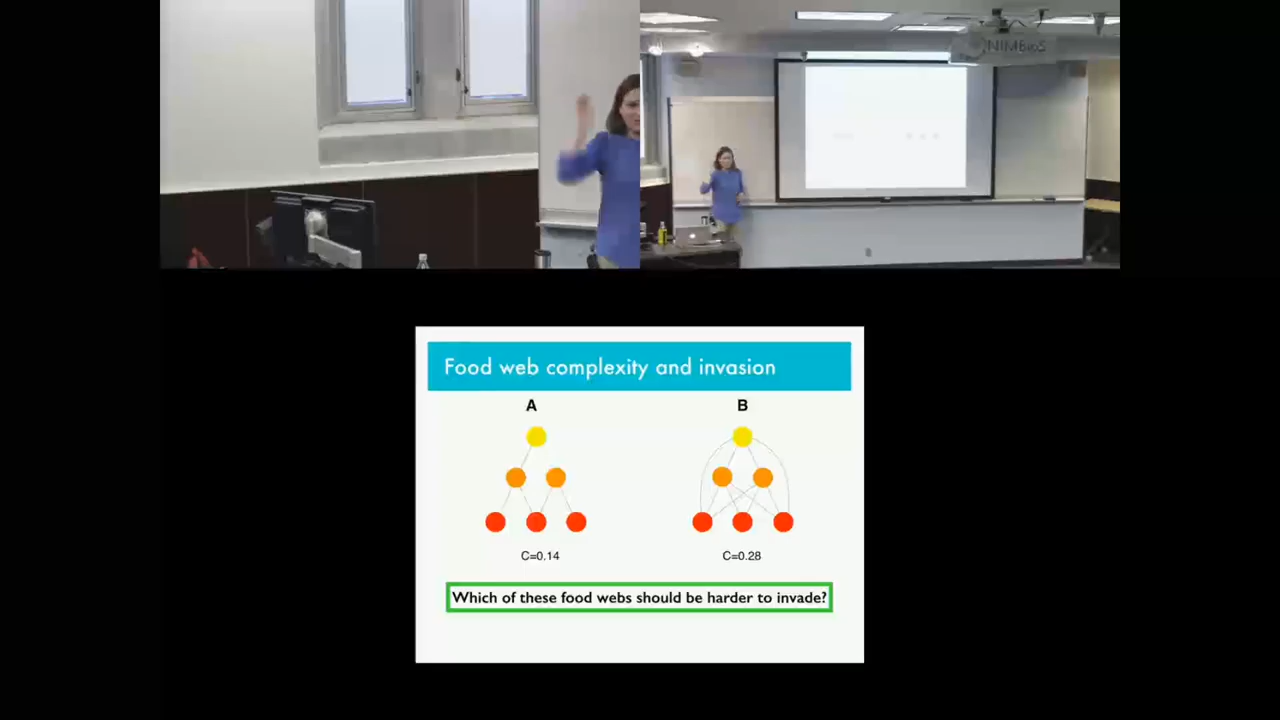 NIMBioS
Food web complexity and invasion
A
B
C=0.14
C=0.28
Which of these food webs should be harder to invade?